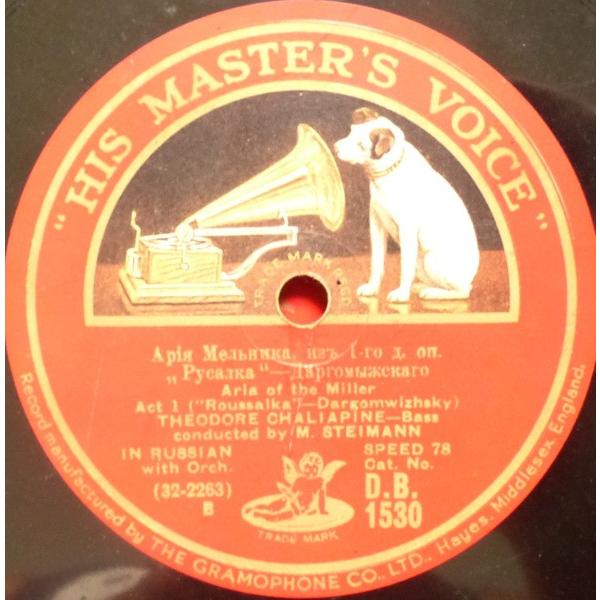 "HIS MASTER'S VOICE"
TRADE MARK REGD
Арія Мельника, изъ 1-го д. оп.
„Русалка“—Даргомыжскаго
Aria of the Miller
Act 1 ("Roussalka"—Dargomwizhsky)
THEODORE CHALIAPINE—Bass
conducted by M. STEIMANN
IN RUSSIAN
with Orch.
(32-2263)
B
SPEED 78
Cat. No.
D.B.
1530
TRADE MARK
Record manufactured by THE GRAMOPHONE CO., LTD., Hayes, Middlesex, England.